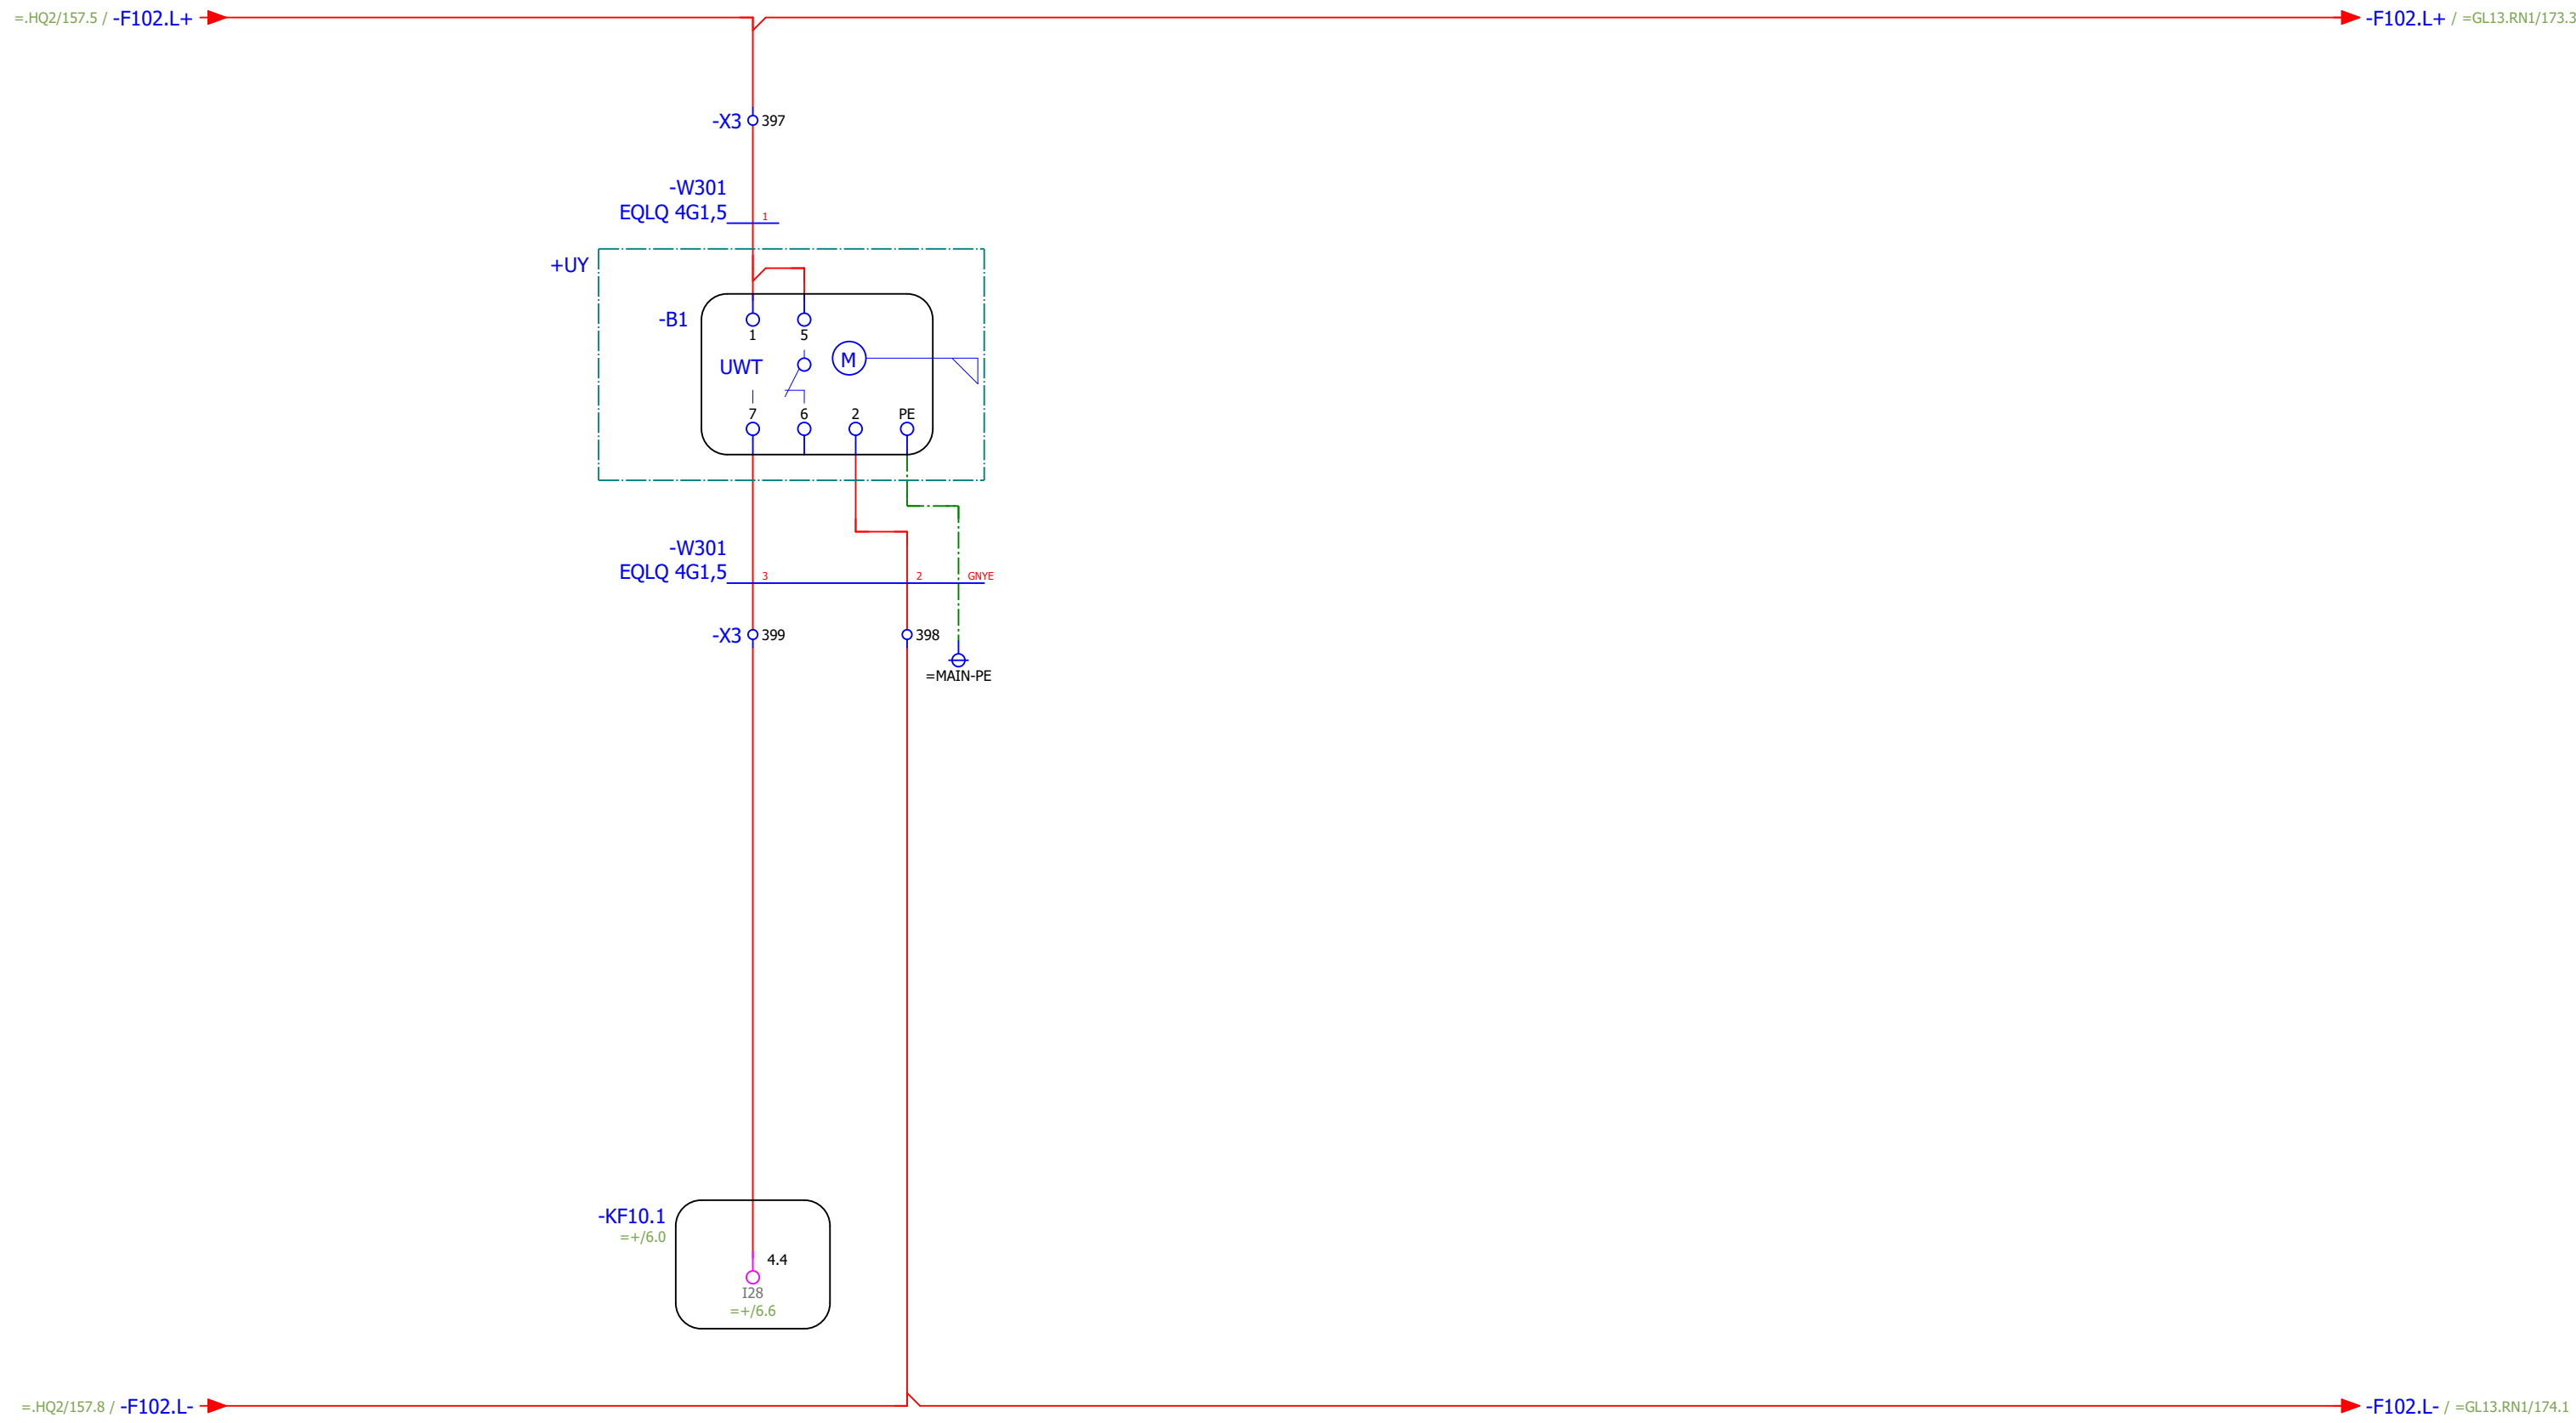 =.HQ2/157.5 / -F102.L+
-F102.L+ / =GL13.RN1/173.3
-X3 397
-W301
EQLQ 4G1,5 1
+UY
-B1
1 5
UWT M
7 6 2 PE
-W301
EQLQ 4G1,5 3 2 GNYE
-X3 399 398
=MAIN-PE
-KF10.1
=+/6.0
4.4
I28
=+/6.6
=.HQ2/157.8 / -F102.L-
-F102.L- / =GL13.RN1/174.1